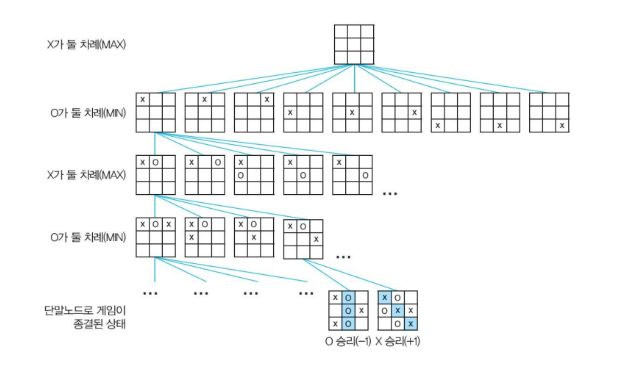 X가 둘 차례(MAX)
O가 둘 차례(MIN)
X X X X X X X X X
X가 둘 차례(MAX)
X O X O X X X
O O O
...
O가 둘 차례(MIN)
X O X X O X O X O
X X X
...
... ... ... ...
단말노드로 게임이
종결된 상태
X O X O
O X O X X
X O O X
O 승리(-1) X 승리(+1)